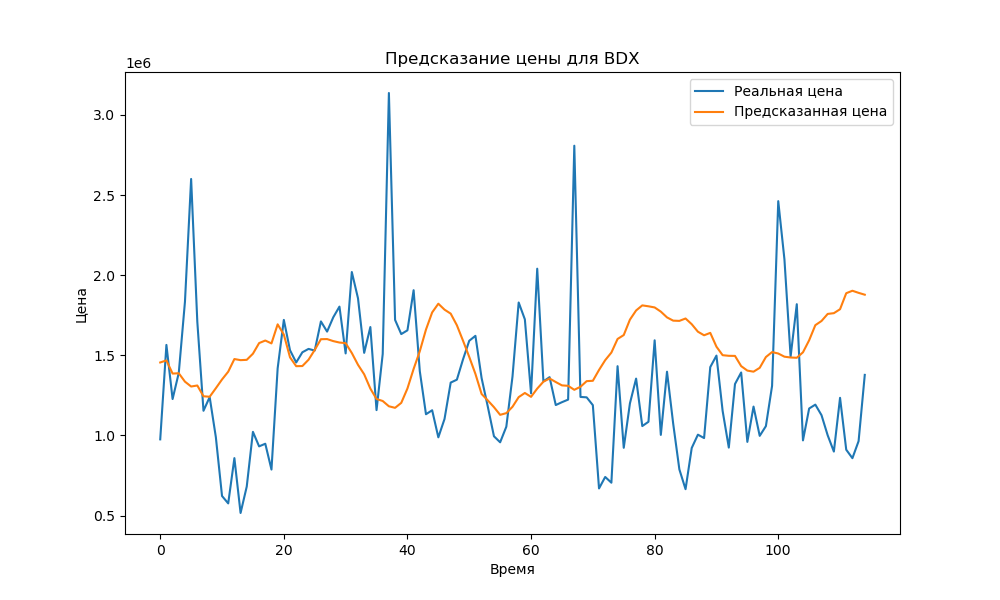 Предсказание цены для BDX
1e6
Реальная цена
Предсказанная цена
3.0
2.5
2.0
1.5
1.0
0.5
Цена
0 20 40 60 80 100
Время